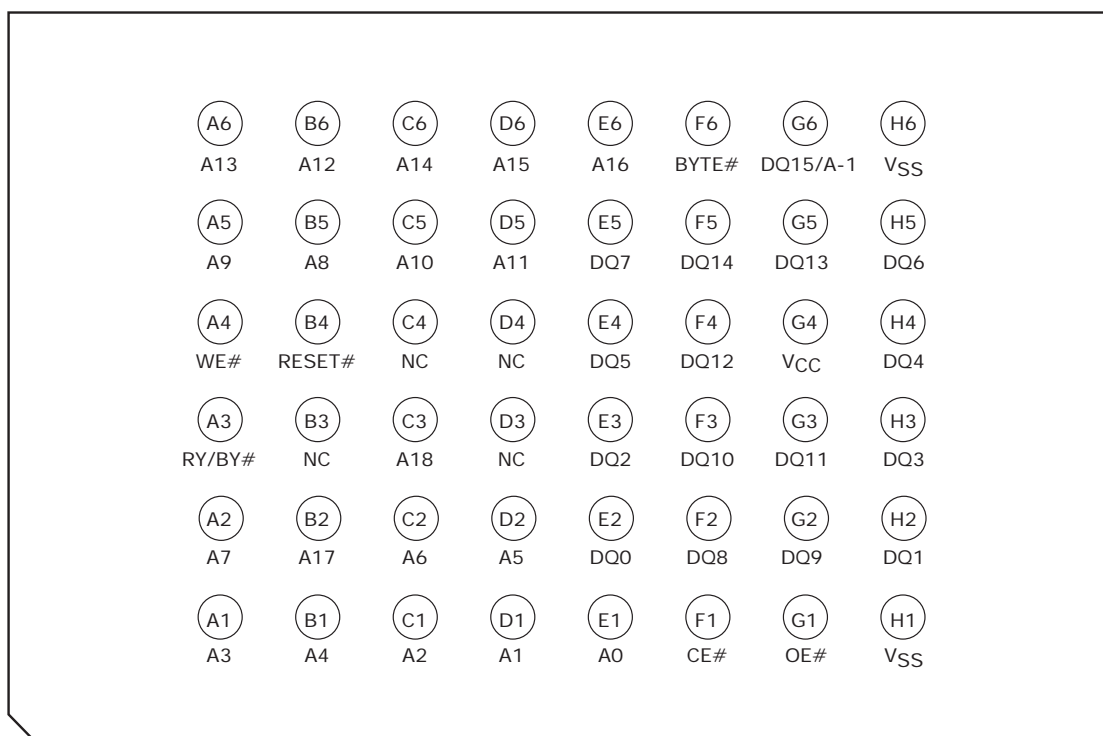 A6 B6 C6 D6 E6 F6 G6 H6
A13 A12 A14 A15 A16 BYTE# DQ15/A-1 VSS
A5 B5 C5 D5 E5 F5 G5 H5
A9 A8 A10 A11 DQ7 DQ14 DQ13 DQ6
A4 B4 C4 D4 E4 F4 G4 H4
WE# RESET# NC NC DQ5 DQ12 VCC DQ4
A3 B3 C3 D3 E3 F3 G3 H3
RY/BY# NC A18 NC DQ2 DQ10 DQ11 DQ3
A2 B2 C2 D2 E2 F2 G2 H2
A7 A17 A6 A5 DQ0 DQ8 DQ9 DQ1
A1 B1 C1 D1 E1 F1 G1 H1
A3 A4 A2 A1 A0 CE# OE# VSS